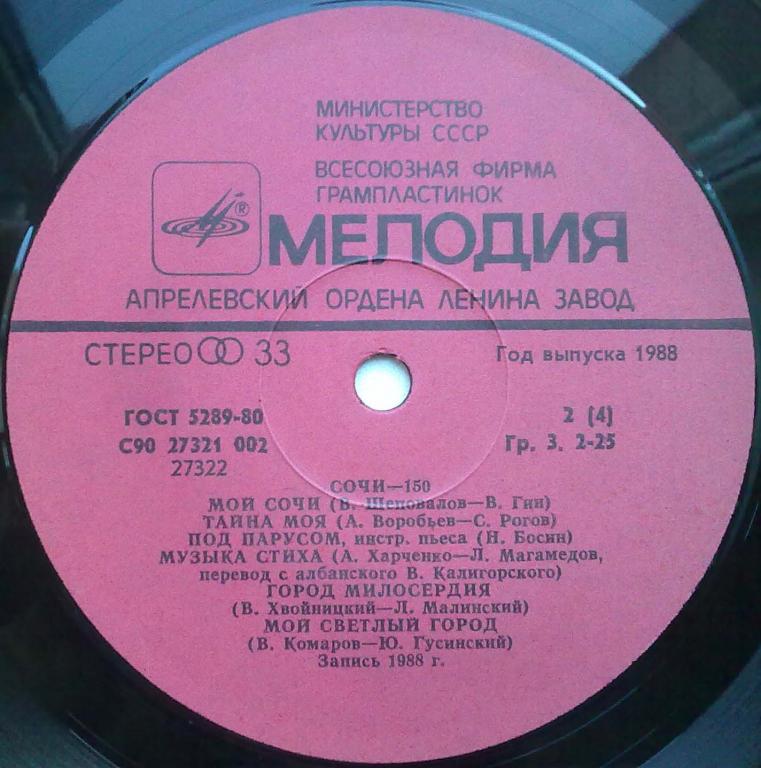 МИНИСТЕРСТВО
КУЛЬТУРЫ СССР
ВСЕСОЮЗНАЯ ФИРМА
ГРАМПЛАСТИНОК
®
МЕЛОДИЯ
АПРЕЛЕВСКИЙ ОРДЕНА ЛЕНИНА ЗАВОД
СТЕРЕО 33
Год выпуска 1988
ГОСТ 5289-80
2 (4)
С90 27321 002
Гр. 3. 2-25
27322
СОЧИ—150
МОЙ СОЧИ (В. Шеповалов—В. Гин)
ТАЙНА МОЯ (А. Воробьев—С. Рогов)
ПОД ПАРУСОМ, инстр. пьеса (Н. Босин)
МУЗЫКА СТИХА (А. Харченко—Л. Магамедов,
перевод с албанского В. Калигорского)
ГОРОД МИЛОСЕРДИЯ
(В. Хвойницкий—Л. Малинский)
МОЙ СВЕТЛЫЙ ГОРОД
(В. Комаров—Ю. Гусинский)
Запись 1988 г.